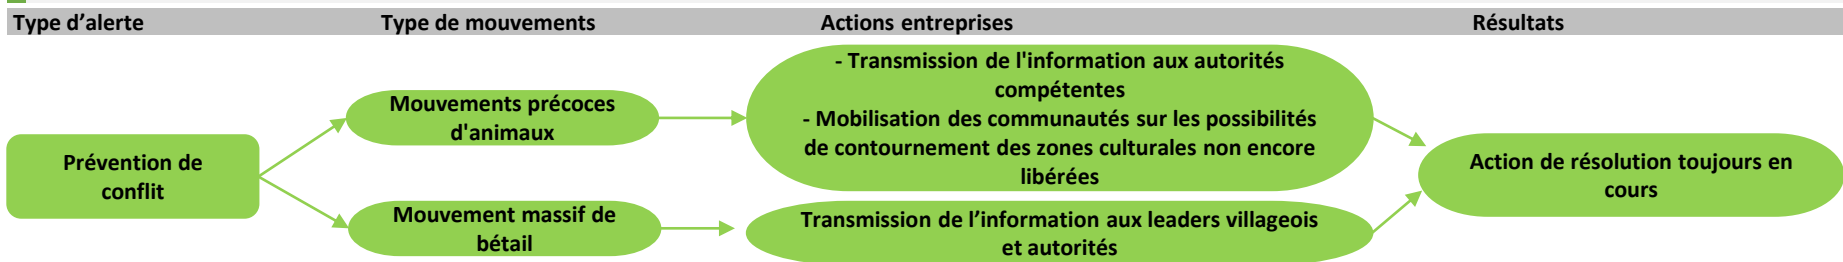 Type d’alerte
Type de mouvements
Actions entreprises
Résultats
Prévention de
conflit
Mouvements précoces
d'animaux
Mouvement massif de
bétail
- Transmission de l'information aux autorités
compétentes
- Mobilisation des communautés sur les possibilités
de contournement des zones culturales non encore
libérées
Transmission de l’information aux leaders villageois
et autorités
Action de résolution toujours en
cours